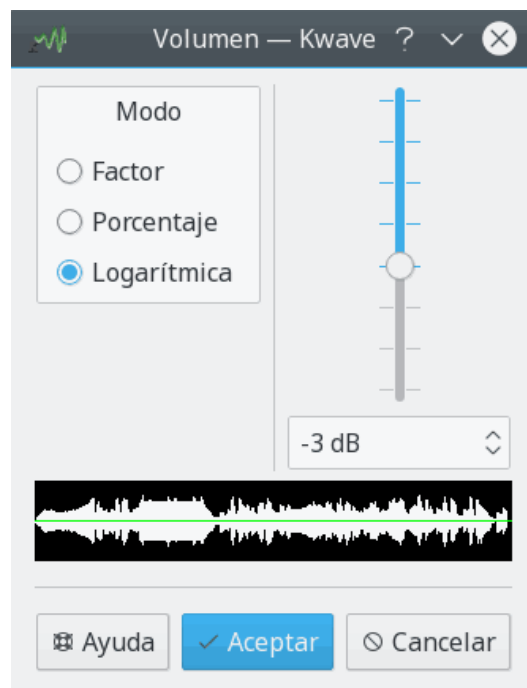 Volumen — Kwave
Modo
Factor
Porcentaje
Logarítmica
-3 dB
Ayuda
Aceptar
Cancelar